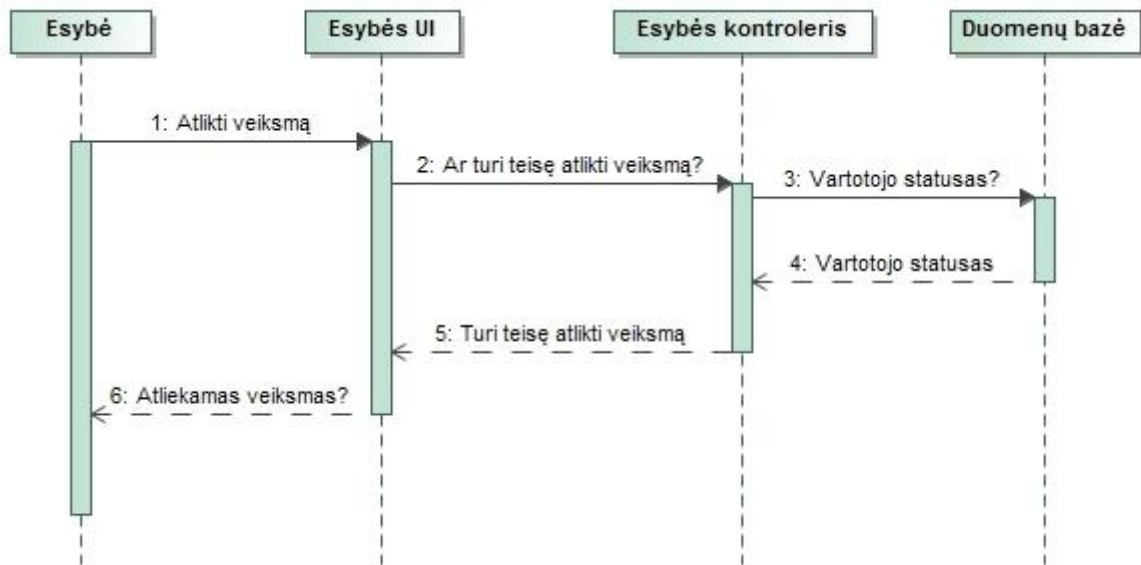 Esybė
Esybės UI
Esybės kontroleris
Duomenų bazė
1: Atlikti veiksmą
2: Ar turi teisę atlikti veiksmą?
3: Vartotojo statusas?
4: Vartotojo statusas
5: Turi teisę atlikti veiksmą
6: Atliekamas veiksmas?